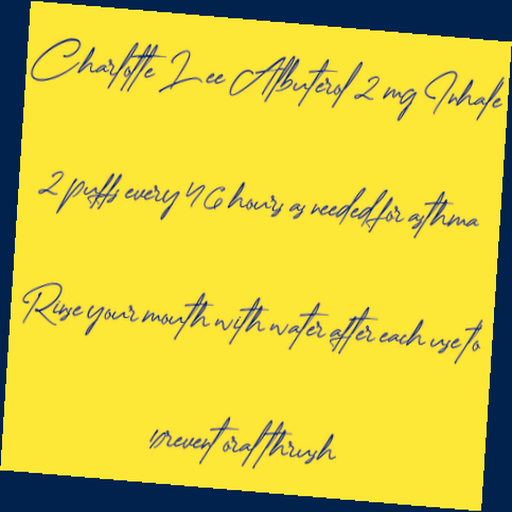 Charlotte Lee Albuterol 2 mg Inhale
2 puffs every 4 6 hours as needed for asthma
Rinse your mouth with water after each use to
prevent oral thrush